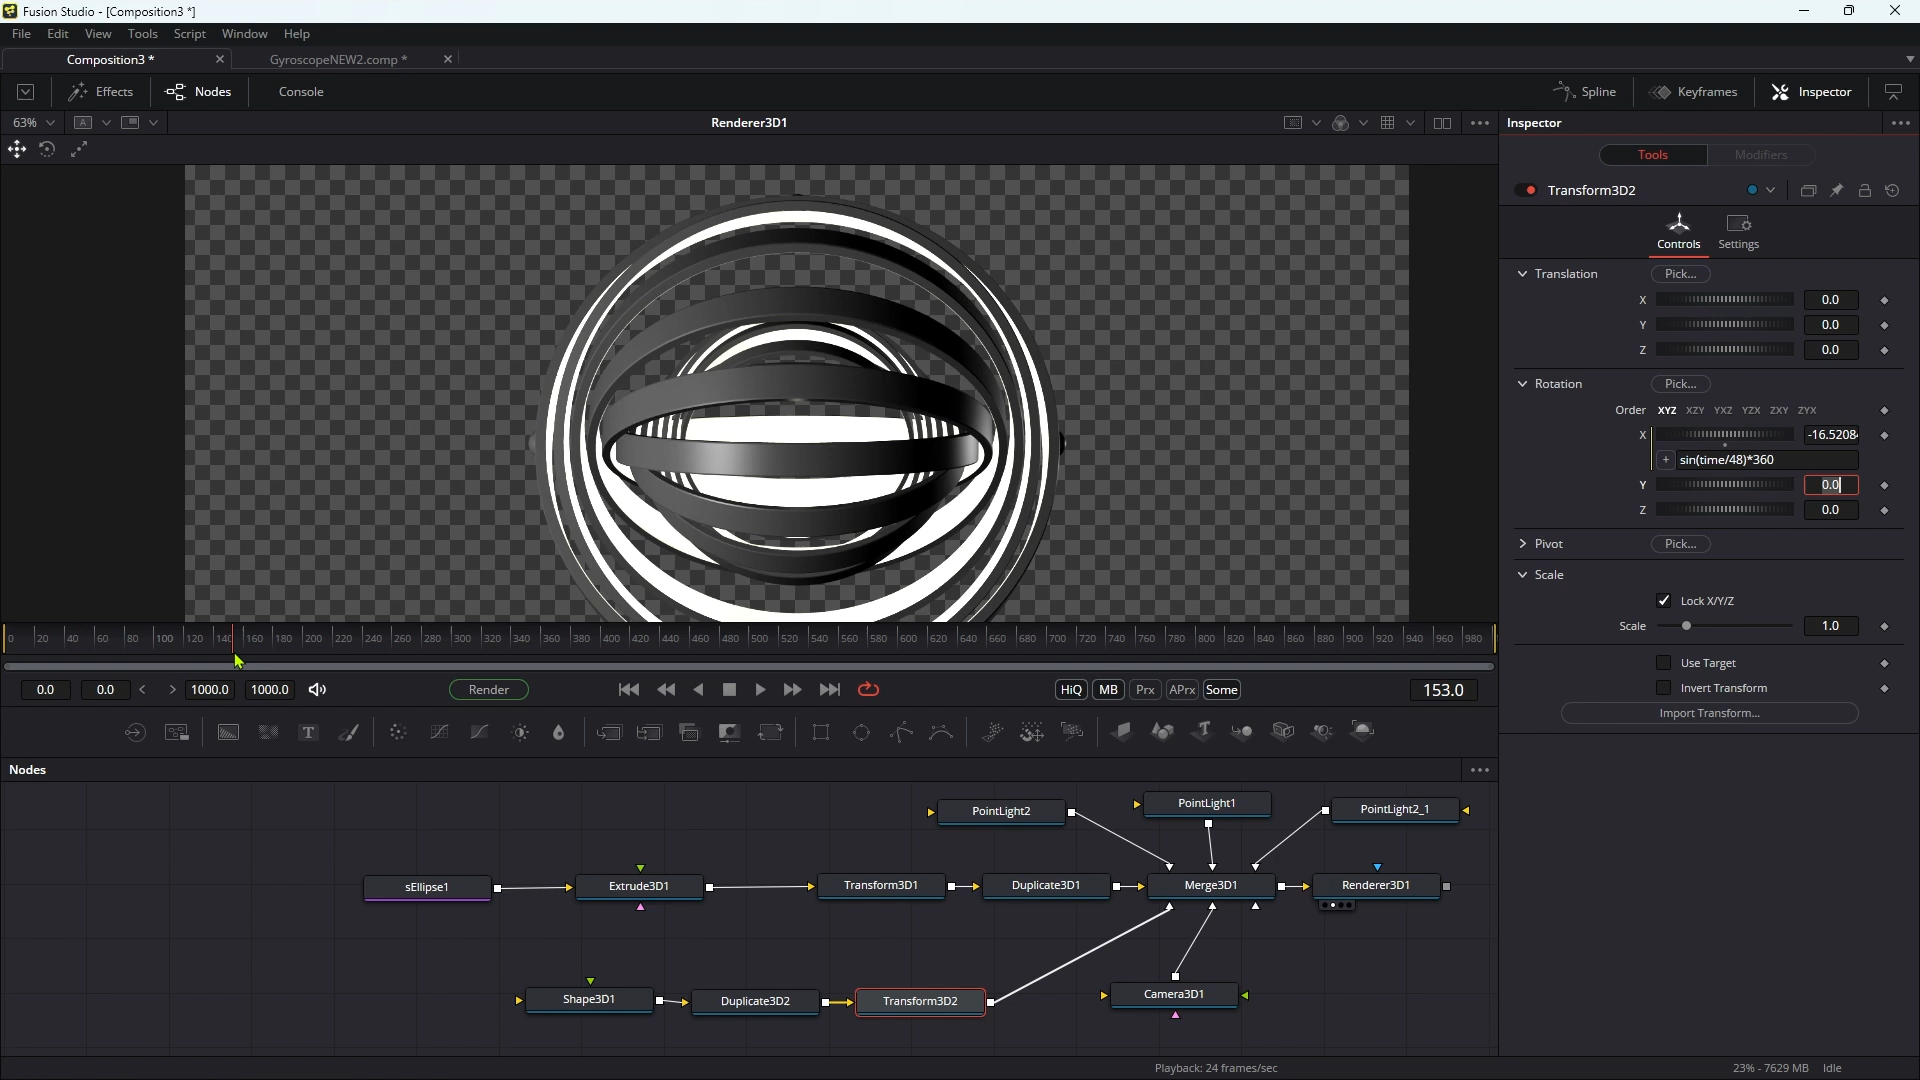 Fusion Studio - [Composition3 *]
File Edit View Tools Script Window Help
Composition3 * GyroscopeNEW2.comp *
Effects Nodes Console Spline Keyframes Inspector
63% A Renderer3D1 Inspector
Tools Modifiers
Transform3D2
Controls Settings
Translation Pick...
X 0.0
Y 0.0
Z 0.0
Rotation Pick...
Order XYZ XZY YXZ YZX ZXY ZYX
X -16.5208
+ sin(time/48)*360
Y 0.0
Z 0.0
Pivot Pick...
Scale
Lock X/Y/Z
Scale 1.0
Use Target
Invert Transform
Import Transform...
0 20 40 60 80 100 120 140 160 180 200 220 240 260 280 300 320 340 360 380 400 420 440 460 480 500 520 540 560 580 600 620 640 660 680 700 720 740 760 780 800 820 840 860 880 900 920 940 960 980
0.0 0.0 < > 1000.0 1000.0 Render HiQ MB Prx APrx Some 153.0
T T
Nodes
PointLight2 PointLight1 PointLight2_1
sEllipse1 Extrude3D1 Transform3D1 Duplicate3D1 Merge3D1 Renderer3D1
Shape3D1 Duplicate3D2 Transform3D2 Camera3D1
Playback: 24 frames/sec 23% - 7629 MB Idle